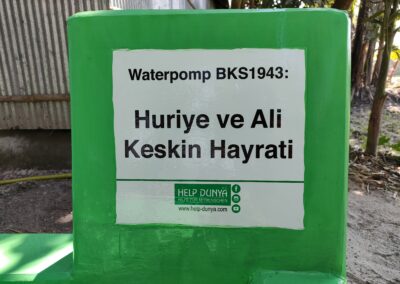 Waterpomp BKS1943:
Huriye ve Ali
Keskin Hayrati
HELP DUNYA
www.help-dunya.com